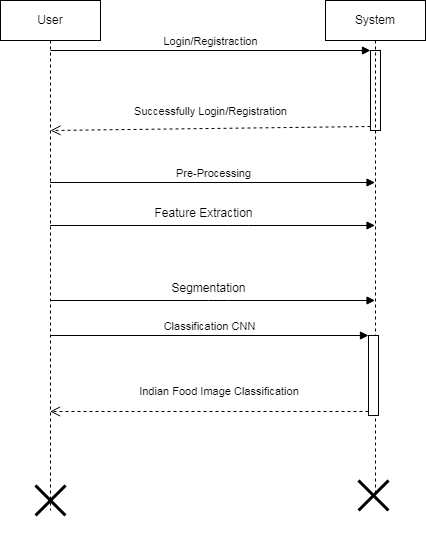 User
System
Login/Registraction
Successfully Login/Registration
Pre-Processing
Feature Extraction
Segmentation
Classification CNN
Indian Food Image Classification